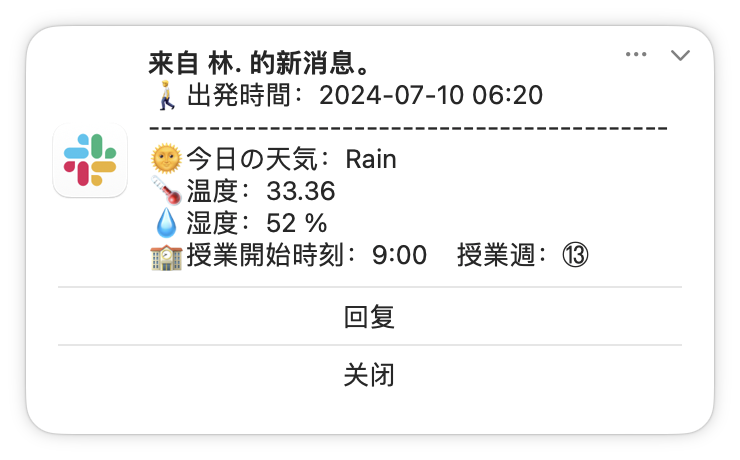 来自 林. 的新消息。
🚶出発時間：2024-07-10 06:20
-------------------------------------------
🌞今日の天気：Rain
🌡️温度：33.36
💧湿度：52 %
🏫授業開始時刻：9:00　授業週：⑬
回复
关闭